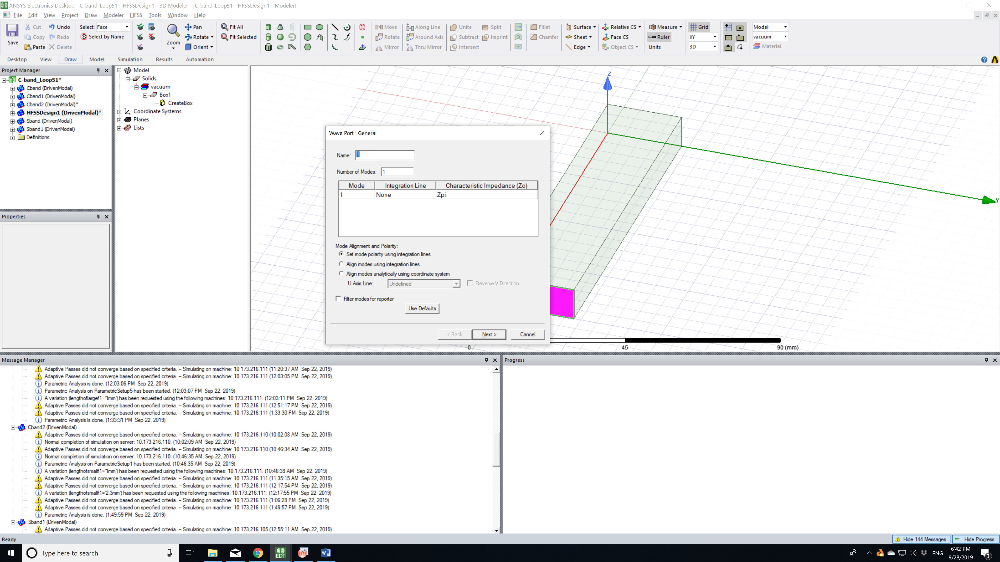 ANSYS Electronics Desktop - C-band_Loop51 - HFSSDesign1 - 3D Modeler - [C-band_Loop51 - HFSSDesign1 - Modeler]
File Edit View Project Draw Modeler HFSS Tools Window Help
Save
Cut Undo
Copy Redo
Paste Delete
Select: Face
Select by Name
Zoom
Pan
Rotate
Orient
Fit All
Fit Selected
Move Along Line Unite Split
Rotate Around Axis Subtract Imprint
Mirror Thru Mirror Intersect
Fillet
Chamfer
Surface Relative CS Measure
Sheet Face CS Ruler
Edge Object CS Units
Grid
XY
3D
Model
vacuum
Material
Desktop View Draw Model Simulation Results Automation
Project Manager
C-band_Loop51*
Cband (DrivenModal)
Cband1 (DrivenModal)
Cband2 (DrivenModal)*
HFSSDesign1 (DrivenModal)*
Sband (DrivenModal)
Sband1 (DrivenModal)
Definitions
Properties
Model
Solids
vacuum
Box1
CreateBox
Coordinate Systems
Planes
Lists
Z
Y
Wave Port : General
Name: 1
Number of Modes: 1
Mode Integration Line Characteristic Impedance (Zo)
1 None Zpi
Mode Alignment and Polarity:
Set mode polarity using integration lines
Align modes using integration lines
Align modes analytically using coordinate system
U Axis Line: Undefined Reverse V Direction
Filter modes for reporter
Use Defaults
< Back Next > Cancel
0 45 90 (mm)
Message Manager
Adaptive Passes did not converge based on specified criteria. -- Simulating on machine: 10.173.216.111 (11:20:37 AM Sep 22, 2019)
Adaptive Passes did not converge based on specified criteria. -- Simulating on machine: 10.173.216.111 (12:03:05 PM Sep 22, 2019)
Parametric Analysis is done. (12:03:06 PM Sep 22, 2019)
Parametric Analysis on ParametricSetup5 has been started. (12:03:07 PM Sep 22, 2019)
A variation (lengthoflargef1='1mm') has been requested using the following machines: 10.173.216.111. (12:03:11 PM Sep 22, 2019)
Adaptive Passes did not converge based on specified criteria. -- Simulating on machine: 10.173.216.111 (12:51:17 PM Sep 22, 2019)
Adaptive Passes did not converge based on specified criteria. -- Simulating on machine: 10.173.216.111 (1:33:30 PM Sep 22, 2019)
Parametric Analysis is done. (1:33:31 PM Sep 22, 2019)
Cband2 (DrivenModal)
Adaptive Passes did not converge based on specified criteria. -- Simulating on machine: 10.173.216.110 (10:02:08 AM Sep 22, 2019)
Normal completion of simulation on server: 10.173.216.110. (10:02:09 AM Sep 22, 2019)
Adaptive Passes did not converge based on specified criteria. -- Simulating on machine: 10.173.216.110 (10:46:34 AM Sep 22, 2019)
Normal completion of simulation on server: 10.173.216.110. (10:46:35 AM Sep 22, 2019)
Parametric Analysis on ParametricSetup1 has been started. (10:46:35 AM Sep 22, 2019)
A variation (lengthofsmallf1='1mm') has been requested using the following machines: 10.173.216.111. (10:46:39 AM Sep 22, 2019)
Adaptive Passes did not converge based on specified criteria. -- Simulating on machine: 10.173.216.111 (11:35:15 AM Sep 22, 2019)
Adaptive Passes did not converge based on specified criteria. -- Simulating on machine: 10.173.216.111 (12:17:54 PM Sep 22, 2019)
A variation (lengthofsmallf1='2.3mm') has been requested using the following machines: 10.173.216.111. (12:17:55 PM Sep 22, 2019)
Adaptive Passes did not converge based on specified criteria. -- Simulating on machine: 10.173.216.111 (1:06:28 PM Sep 22, 2019)
Adaptive Passes did not converge based on specified criteria. -- Simulating on machine: 10.173.216.111 (1:49:57 PM Sep 22, 2019)
Parametric Analysis is done. (1:49:59 PM Sep 22, 2019)
Sband1 (DrivenModal)
Adaptive Passes did not converge based on specified criteria. -- Simulating on machine: 10.173.216.105 (12:55:11 AM Sep 22, 2019)
Progress
Ready
Hide 144 Messages Hide Progress
Type here to search
EDT
ENG
6:42 PM
9/28/2019
3